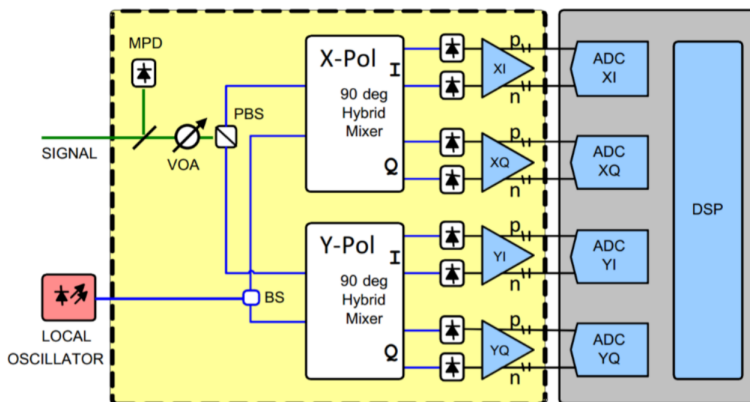 MPD
SIGNAL
VOA
PBS
X-Pol
I
90 deg
Hybrid
Mixer
Q
p
XI
n
p
XQ
n
ADC
XI
ADC
XQ
DSP
LOCAL
OSCILLATOR
BS
Y-Pol
I
90 deg
Hybrid
Mixer
Q
p
YI
n
p
YQ
n
ADC
YI
ADC
YQ